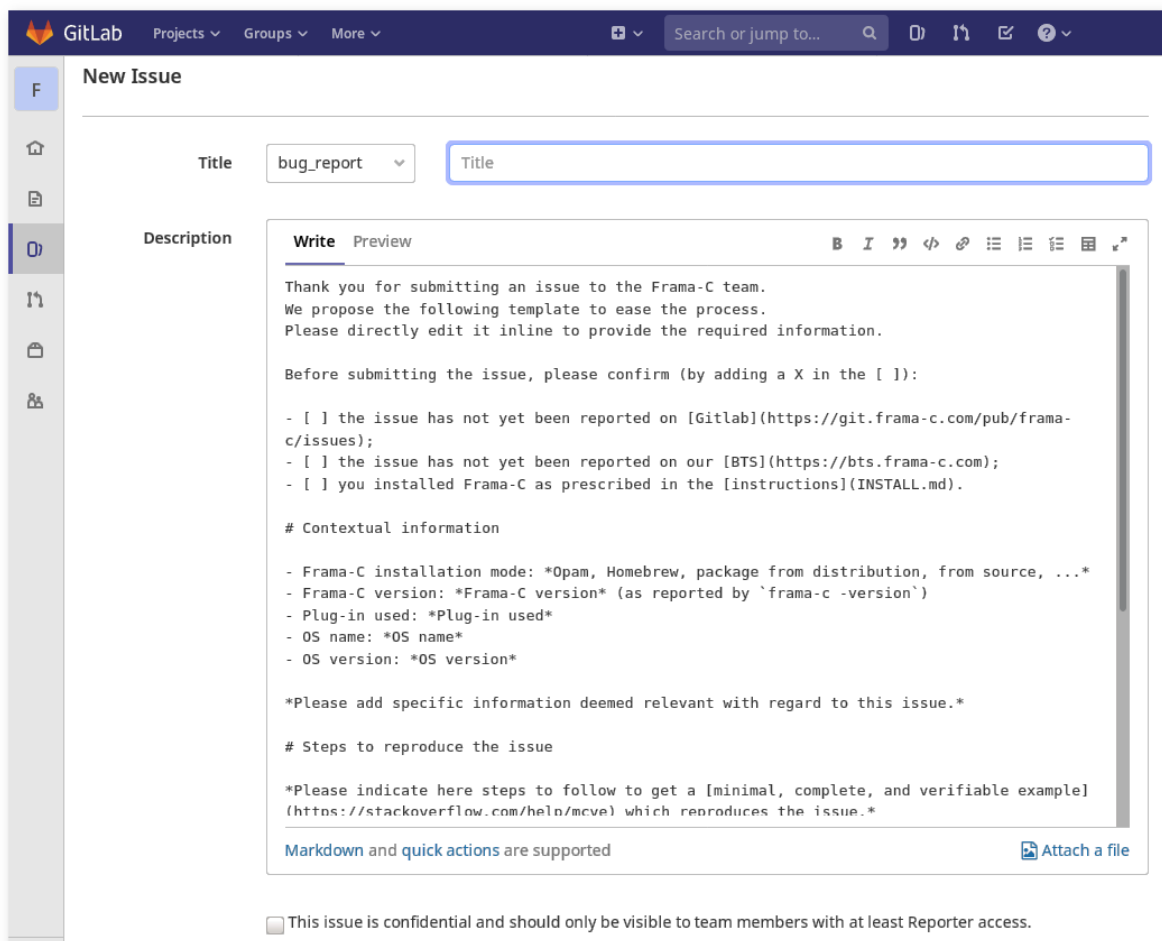 GitLab Projects Groups More Search or jump to...
F
New Issue
Title bug_report Title
Description Write Preview
Thank you for submitting an issue to the Frama-C team.
We propose the following template to ease the process.
Please directly edit it inline to provide the required information.
Before submitting the issue, please confirm (by adding a X in the [ ]):
- [ ] the issue has not yet been reported on [Gitlab](https://git.frama-c.com/pub/frama-
c/issues);
- [ ] the issue has not yet been reported on our [BTS](https://bts.frama-c.com);
- [ ] you installed Frama-C as prescribed in the [instructions](INSTALL.md).
# Contextual information
- Frama-C installation mode: *Opam, Homebrew, package from distribution, from source, ...*
- Frama-C version: *Frama-C version* (as reported by `frama-c -version`)
- Plug-in used: *Plug-in used*
- OS name: *OS name*
- OS version: *OS version*
*Please add specific information deemed relevant with regard to this issue.*
# Steps to reproduce the issue
*Please indicate here steps to follow to get a [minimal, complete, and verifiable example]
(https://stackoverflow.com/help/mcve) which reproduces the issue.*
Markdown and quick actions are supported Attach a file
This issue is confidential and should only be visible to team members with at least Reporter access.